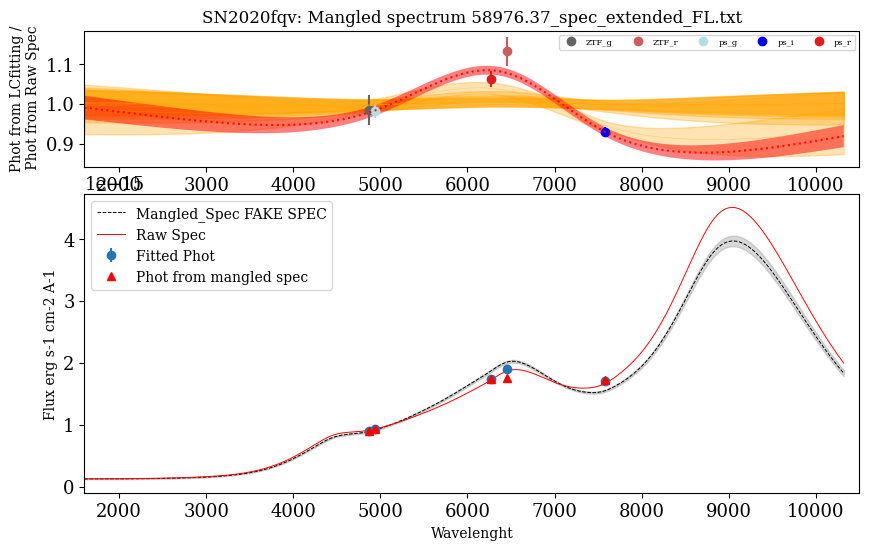 SN2020fqv: Mangled spectrum 58976.37_spec_extended_FL.txt
Phot from LCfitting /
Phot from Raw Spec
1.1
1.0
0.9
ZTF_g ZTF_r ps_g ps_i ps_r
2000 3000 4000 5000 6000 7000 8000 9000 10000
Flux erg s-1 cm-2 A-1
4
3
2
1
0
Mangled_Spec FAKE SPEC
Raw Spec
Fitted Phot
Phot from mangled spec
2000 3000 4000 5000 6000 7000 8000 9000 10000
Wavelenght